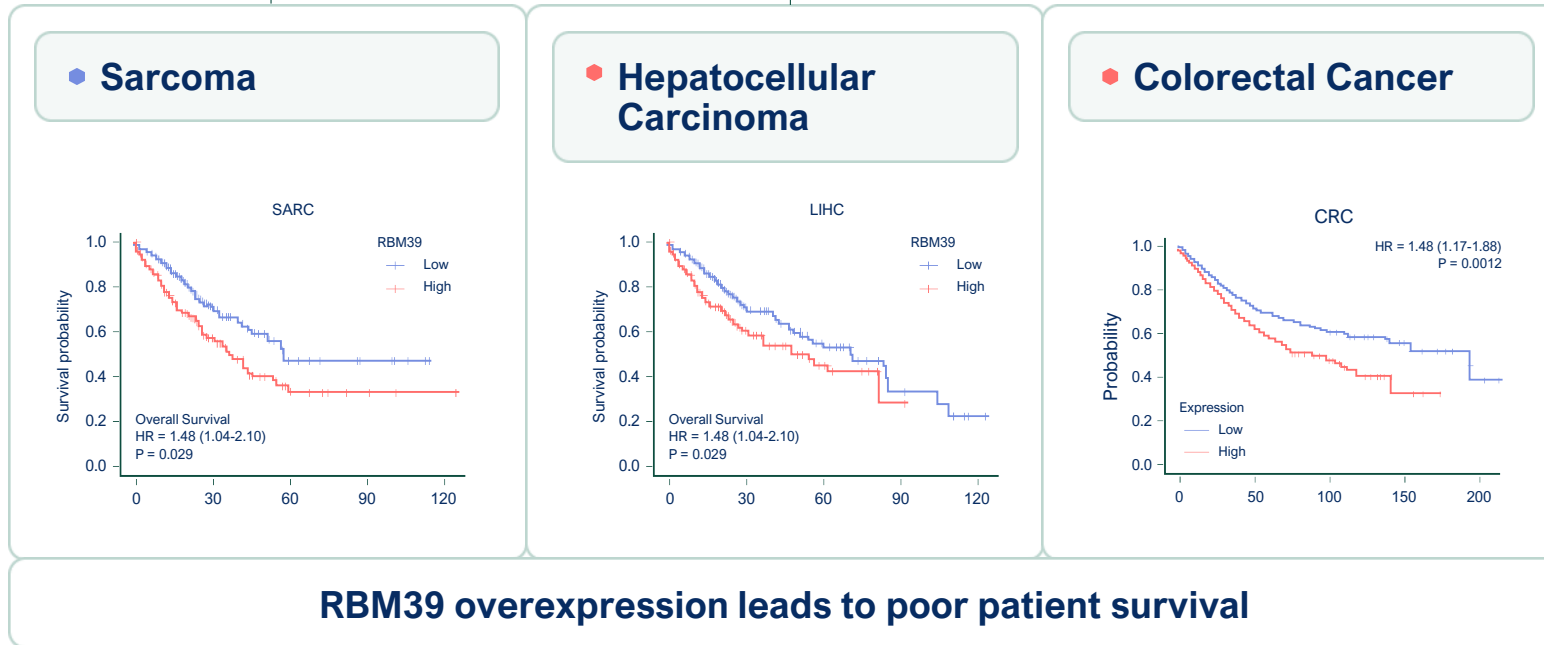 Sarcoma
SARC
RBM39
Low
High
Survival probability
1.0
0.8
0.6
0.4
0.2
0.0
Overall Survival
HR = 1.48 (1.04-2.10)
P = 0.029
0 30 60 90 120
Hepatocellular
Carcinoma
LIHC
RBM39
Low
High
Survival probability
1.0
0.8
0.6
0.4
0.2
0.0
Overall Survival
HR = 1.48 (1.04-2.10)
P = 0.029
0 30 60 90 120
Colorectal Cancer
CRC
HR = 1.48 (1.17-1.88)
P = 0.0012
Probability
1.0
0.8
0.6
0.4
0.2
0.0
Expression
Low
High
0 50 100 150 200
RBM39 overexpression leads to poor patient survival